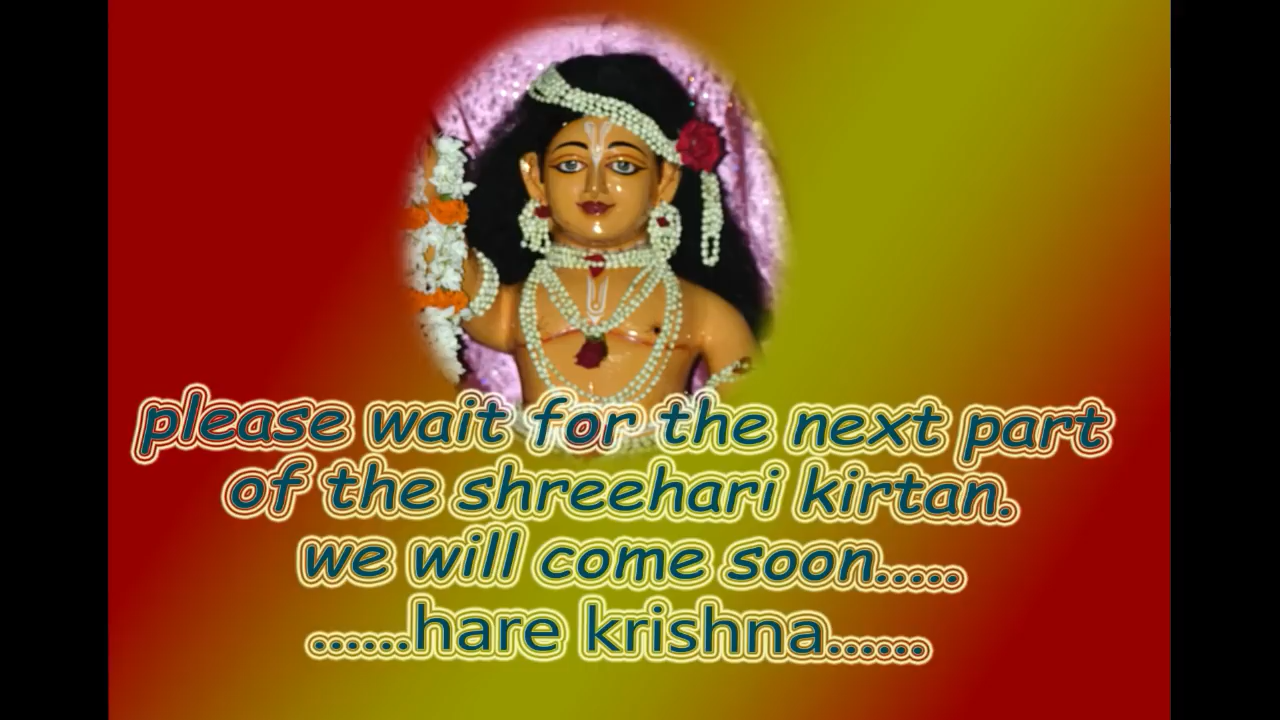 please wait for the next part
of the shreehari kirtan.
we will come soon.....
......hare krishna......